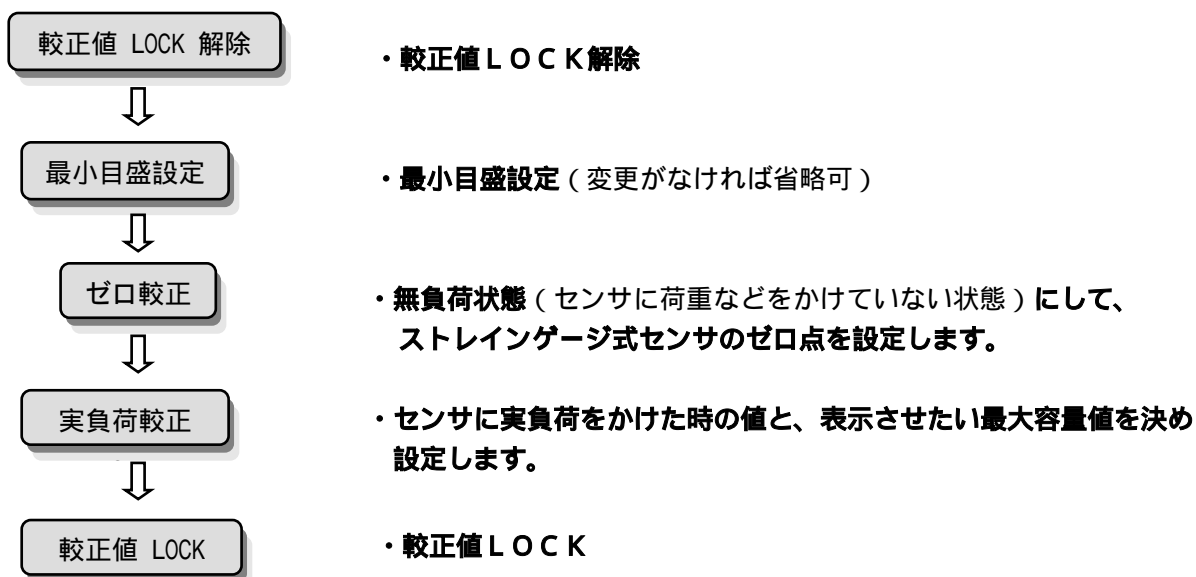 較正値 LOCK 解除
・較正値ＬＯＣＫ解除
最小目盛設定
・最小目盛設定（変更がなければ省略可）
ゼロ較正
・無負荷状態（センサに荷重などをかけていない状態）にして、
ストレインゲージ式センサのゼロ点を設定します。
実負荷較正
・センサに実負荷をかけた時の値と、表示させたい最大容量値を決め
設定します。
較正値 LOCK
・較正値ＬＯＣＫ